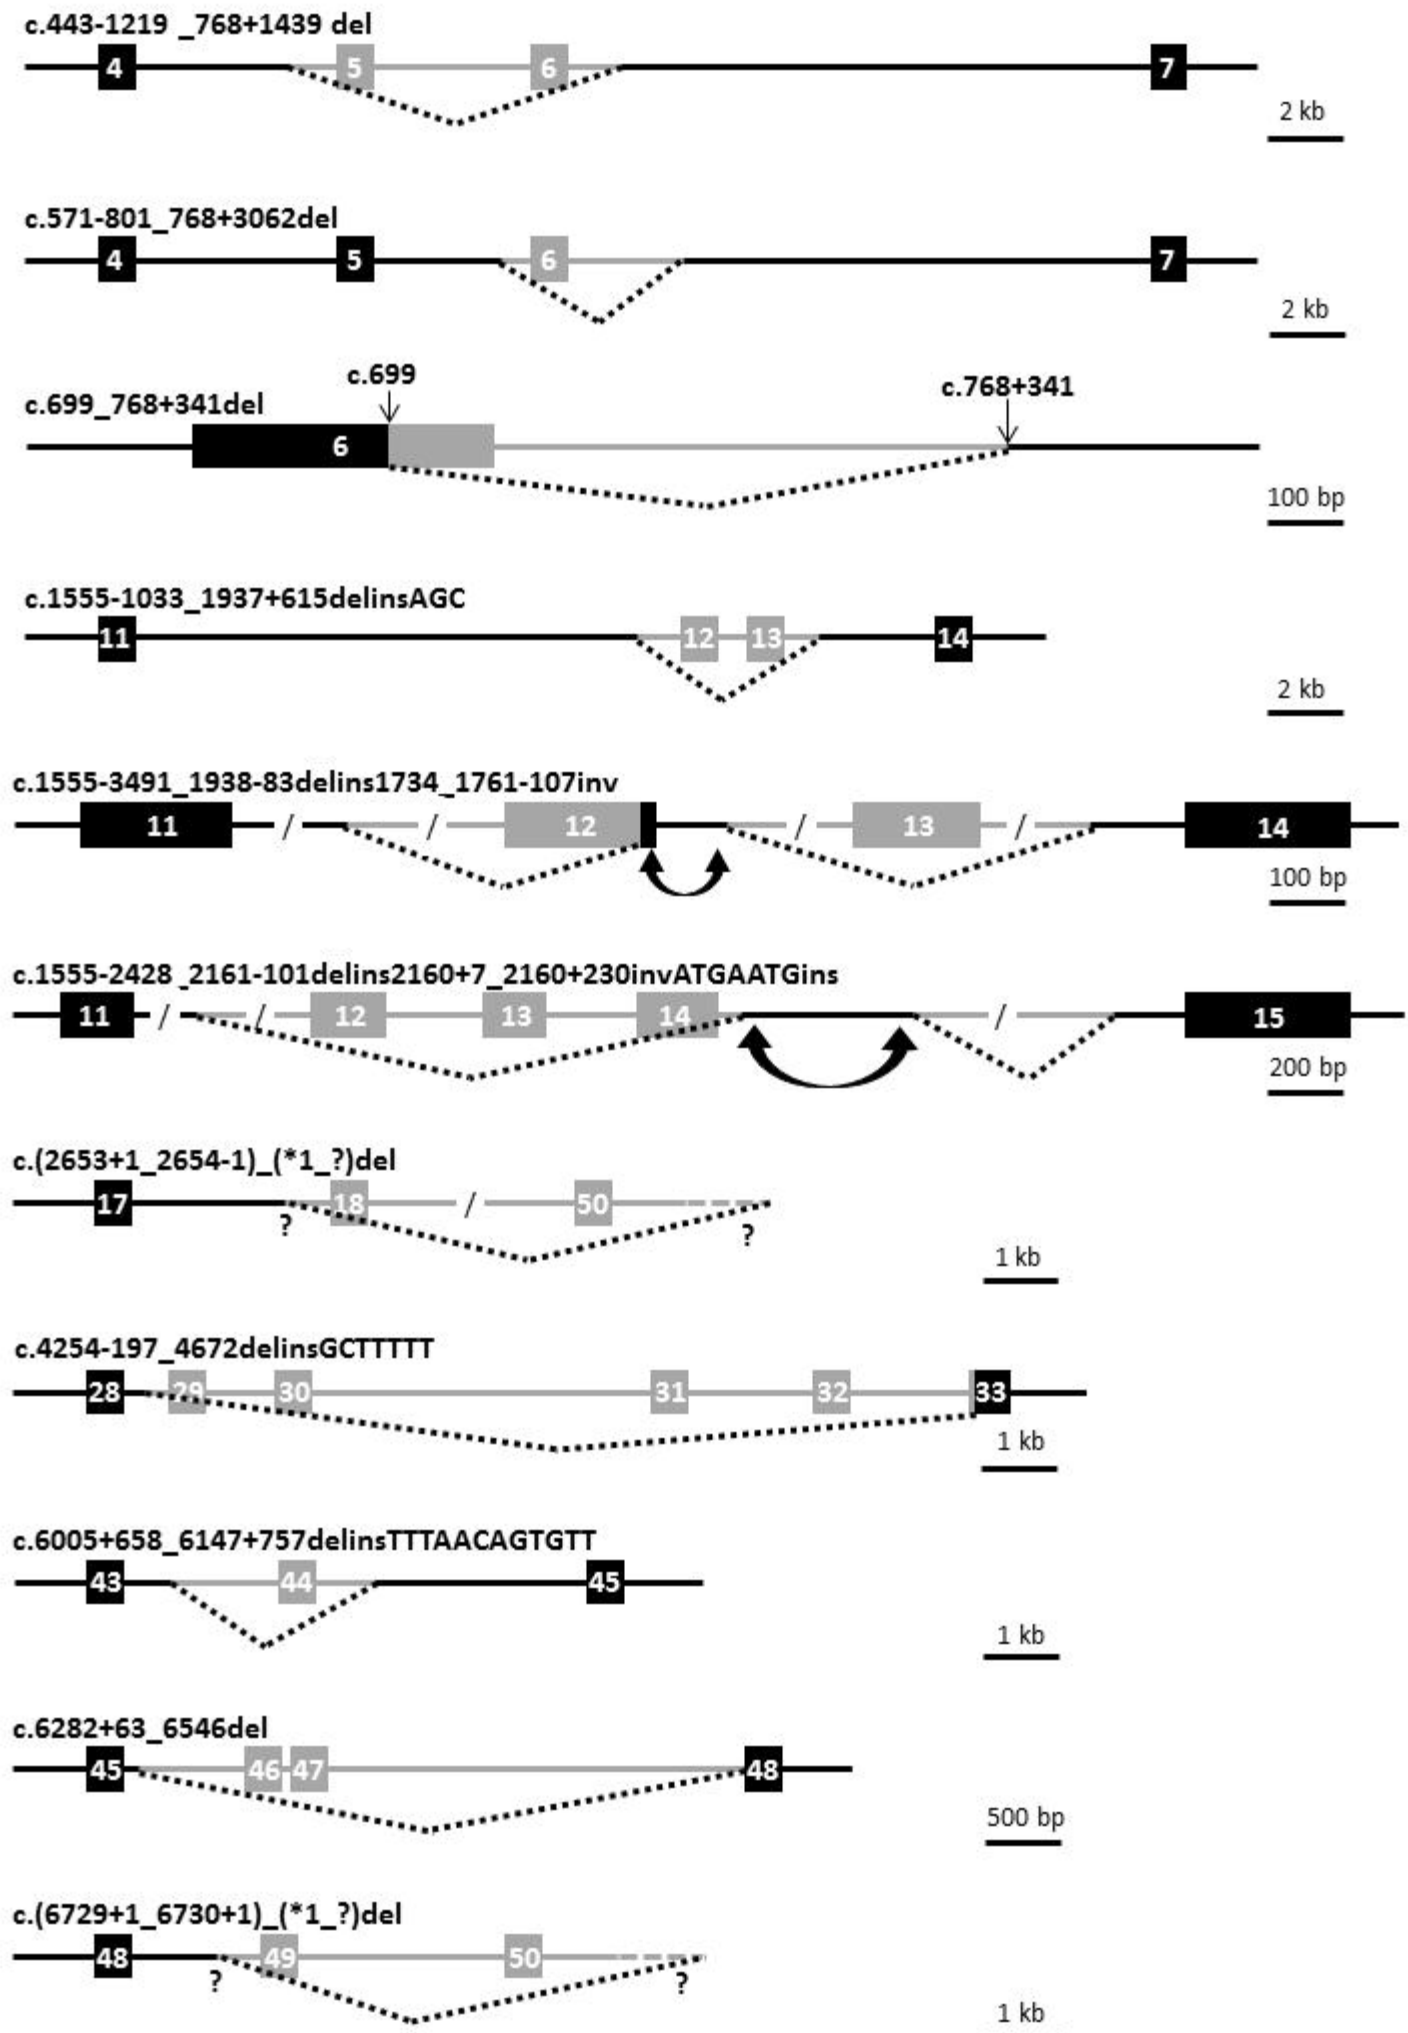 c.443-1219 _768+1439 del
4 5 6 7
2 kb
c.571-801_768+3062del
4 5 6 7
2 kb
c.699 c.768+341
c.699_768+341del
6
100 bp
c.1555-1033_1937+615delinsAGC
11 12 13 14
2 kb
c.1555-3491_1938-83delins1734_1761-107inv
11 / / 12 / 13 / 14
100 bp
c.1555-2428 _2161-101delins2160+7_2160+230invATGAATGins
11 / / 12 13 14 / 15
200 bp
c.(2653+1_2654-1)_(*1_?)del
17 18 / 50
? ?
1 kb
c.4254-197_4672delinsGCTTTTT
28 29 30 31 32 33
1 kb
c.6005+658_6147+757delinsTTTAACAGTGTT
43 44 45
1 kb
c.6282+63_6546del
45 46 47 48
500 bp
c.(6729+1_6730+1)_(*1_?)del
48 49 50
? ?
1 kb